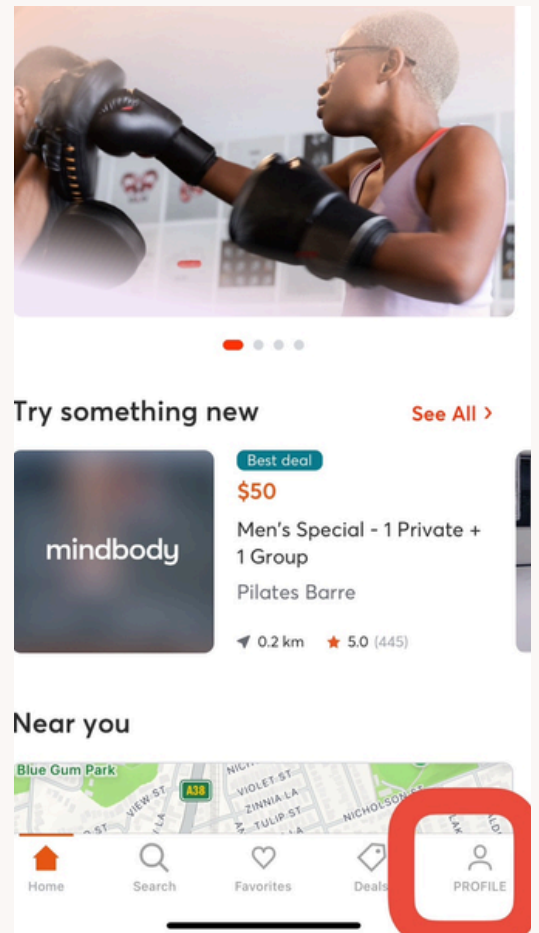 Try something new
See All >
Best deal
$50
mindbody
Men's Special - 1 Private +
1 Group
Pilates Barre
0.2 km
5.0 (445)
Near you
Blue Gum Park
VIEW ST
A38
VIOLET ST
ZINNIA LA
TULIP ST
Home
Search
Favorites
Deals
PROFILE